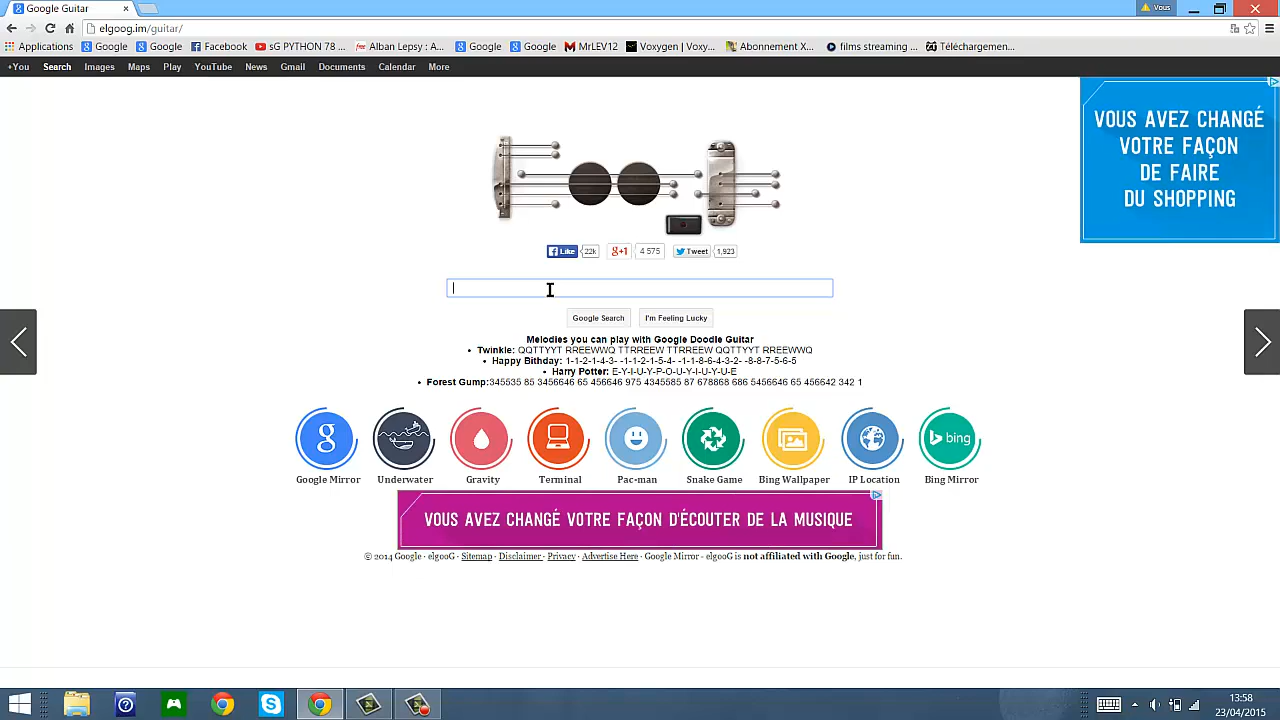 Google Guitar
Vous
elgoog.im/guitar/
Applications Google Google Facebook sG PYTHON 78 ... Alban Lepsy : A... Google Google MrLEV12 Voxygen | Voxy... Abonnement X... films streaming ... Téléchargemen...
+You Search Images Maps Play YouTube News Gmail Documents Calendar More
VOUS AVEZ CHANGÉ
VOTRE FAÇON
DE FAIRE
DU SHOPPING
Like 22k g+1 4 575 Tweet 1,923
Google Search I'm Feeling Lucky
Melodies you can play with Google Doodle Guitar
• Twinkle: QQTTYYT RREEWWQ TTRREEW TTRREEW QQTTYYT RREEWWQ
• Happy Bithday: 1-1-2-1-4-3- -1-1-2-1-5-4- -1-1-8-6-4-3-2- -8-8-7-5-6-5
• Harry Potter: E-Y-I-U-Y-P-O-U-Y-I-U-Y-U-E
• Forest Gump:345535 85 3456646 65 456646 975 4345585 87 678868 686 5456646 65 456642 342 1
g bing
Google Mirror Underwater Gravity Terminal Pac-man Snake Game Bing Wallpaper IP Location Bing Mirror
VOUS AVEZ CHANGÉ VOTRE FAÇON D'ÉCOUTER DE LA MUSIQUE
© 2014 Google · elgooG · Sitemap · Disclaimer · Privacy · Advertise Here · Google Mirror - elgooG is not affiliated with Google, just for fun.
13:58
23/04/2015